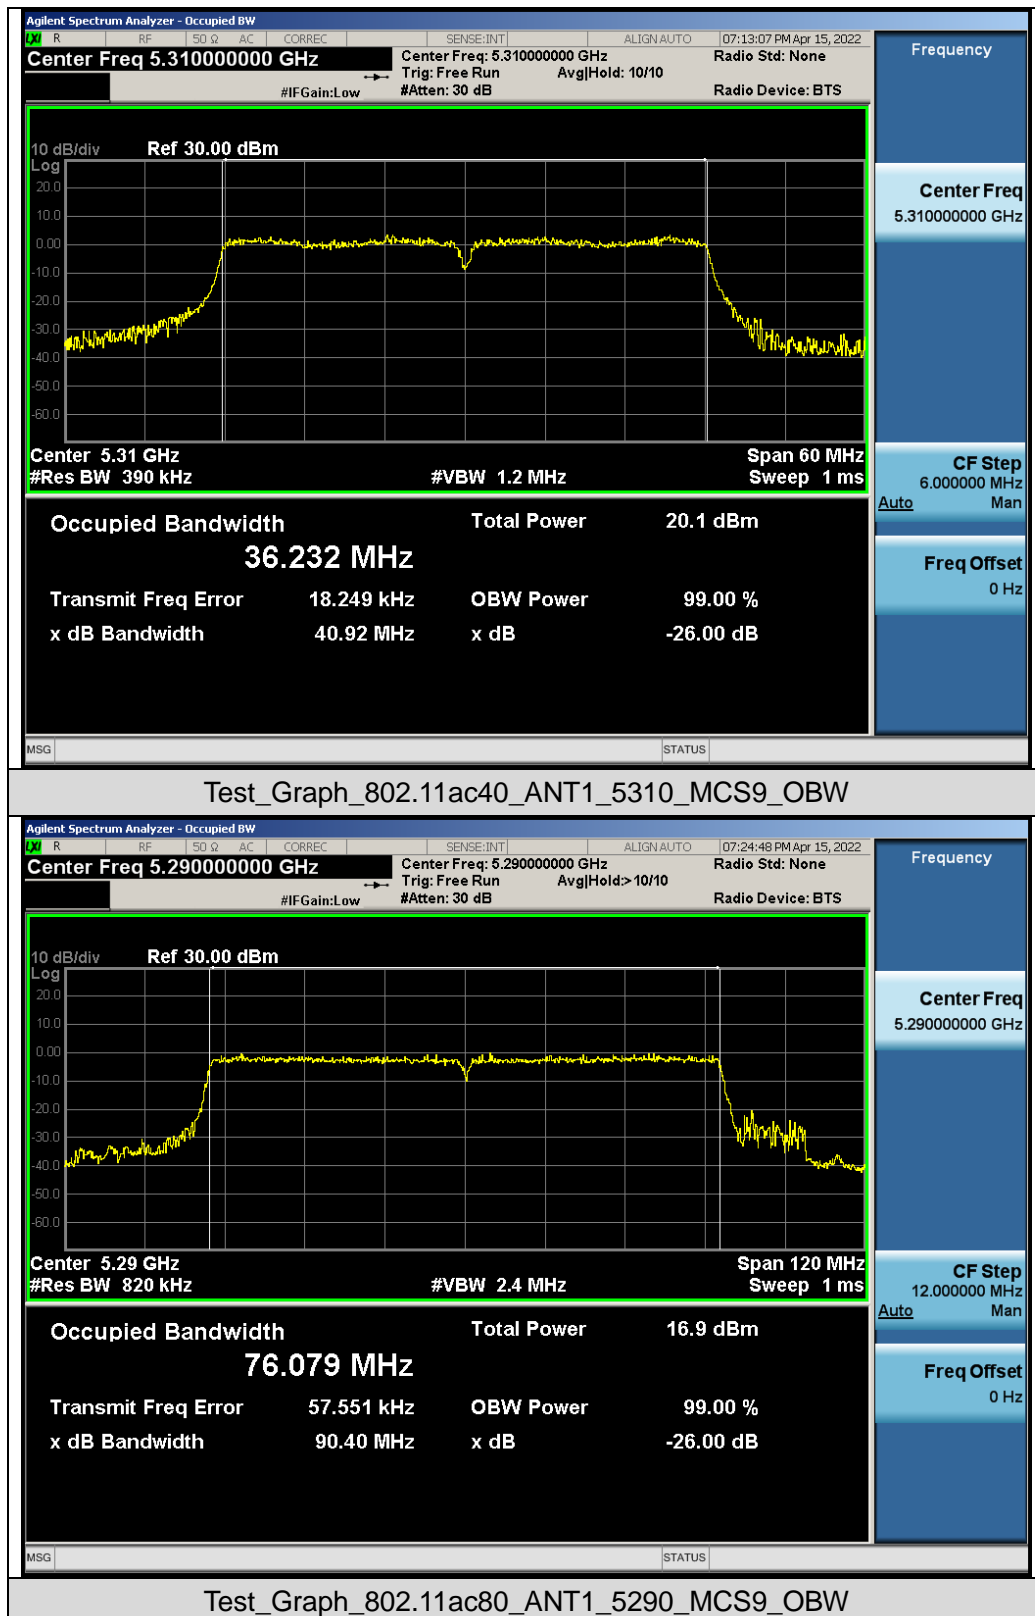 Agilent Spectrum Analyzer - Occupied BW
LXI R RF 50 Ω AC CORREC SENSE:INT ALIGN AUTO 07:13:07 PM Apr 15, 2022
Center Freq 5.310000000 GHz Center Freq: 5.310000000 GHz Radio Std: None
Trig: Free Run Avg|Hold: 10/10
#IFGain:Low #Atten: 30 dB Radio Device: BTS
Frequency
10 dB/div Ref 30.00 dBm
Log
20.0
10.0
0.00
-10.0
-20.0
-30.0
-40.0
-50.0
-60.0
Center 5.31 GHz Span 60 MHz
#Res BW 390 kHz #VBW 1.2 MHz Sweep 1 ms
Center Freq
5.310000000 GHz
CF Step
6.000000 MHz
Auto Man
Freq Offset
0 Hz
Occupied Bandwidth Total Power 20.1 dBm
36.232 MHz
Transmit Freq Error 18.249 kHz OBW Power 99.00 %
x dB Bandwidth 40.92 MHz x dB -26.00 dB
MSG STATUS
Test_Graph_802.11ac40_ANT1_5310_MCS9_OBW
Agilent Spectrum Analyzer - Occupied BW
LXI R RF 50 Ω AC CORREC SENSE:INT ALIGN AUTO 07:24:48 PM Apr 15, 2022
Center Freq 5.290000000 GHz Center Freq: 5.290000000 GHz Radio Std: None
Trig: Free Run Avg|Hold:> 10/10
#IFGain:Low #Atten: 30 dB Radio Device: BTS
Frequency
10 dB/div Ref 30.00 dBm
Log
20.0
10.0
0.00
-10.0
-20.0
-30.0
-40.0
-50.0
-60.0
Center 5.29 GHz Span 120 MHz
#Res BW 820 kHz #VBW 2.4 MHz Sweep 1 ms
Center Freq
5.290000000 GHz
CF Step
12.000000 MHz
Auto Man
Freq Offset
0 Hz
Occupied Bandwidth Total Power 16.9 dBm
76.079 MHz
Transmit Freq Error 57.551 kHz OBW Power 99.00 %
x dB Bandwidth 90.40 MHz x dB -26.00 dB
MSG STATUS
Test_Graph_802.11ac80_ANT1_5290_MCS9_OBW